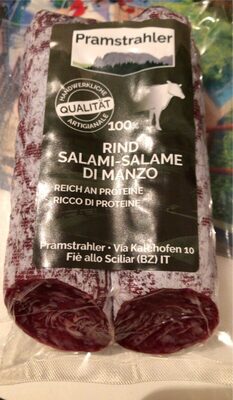 Pramstrahler
HANDWERKLICHE
QUALITÄT
ARTIGIANALE
100%
RIND
SALAMI-SALAME
DI MANZO
REICH AN PROTEINE
RICCO DI PROTEINE
Pramstrahler • Via Kalchofen 10
Fiè allo Sciliar (BZ) IT